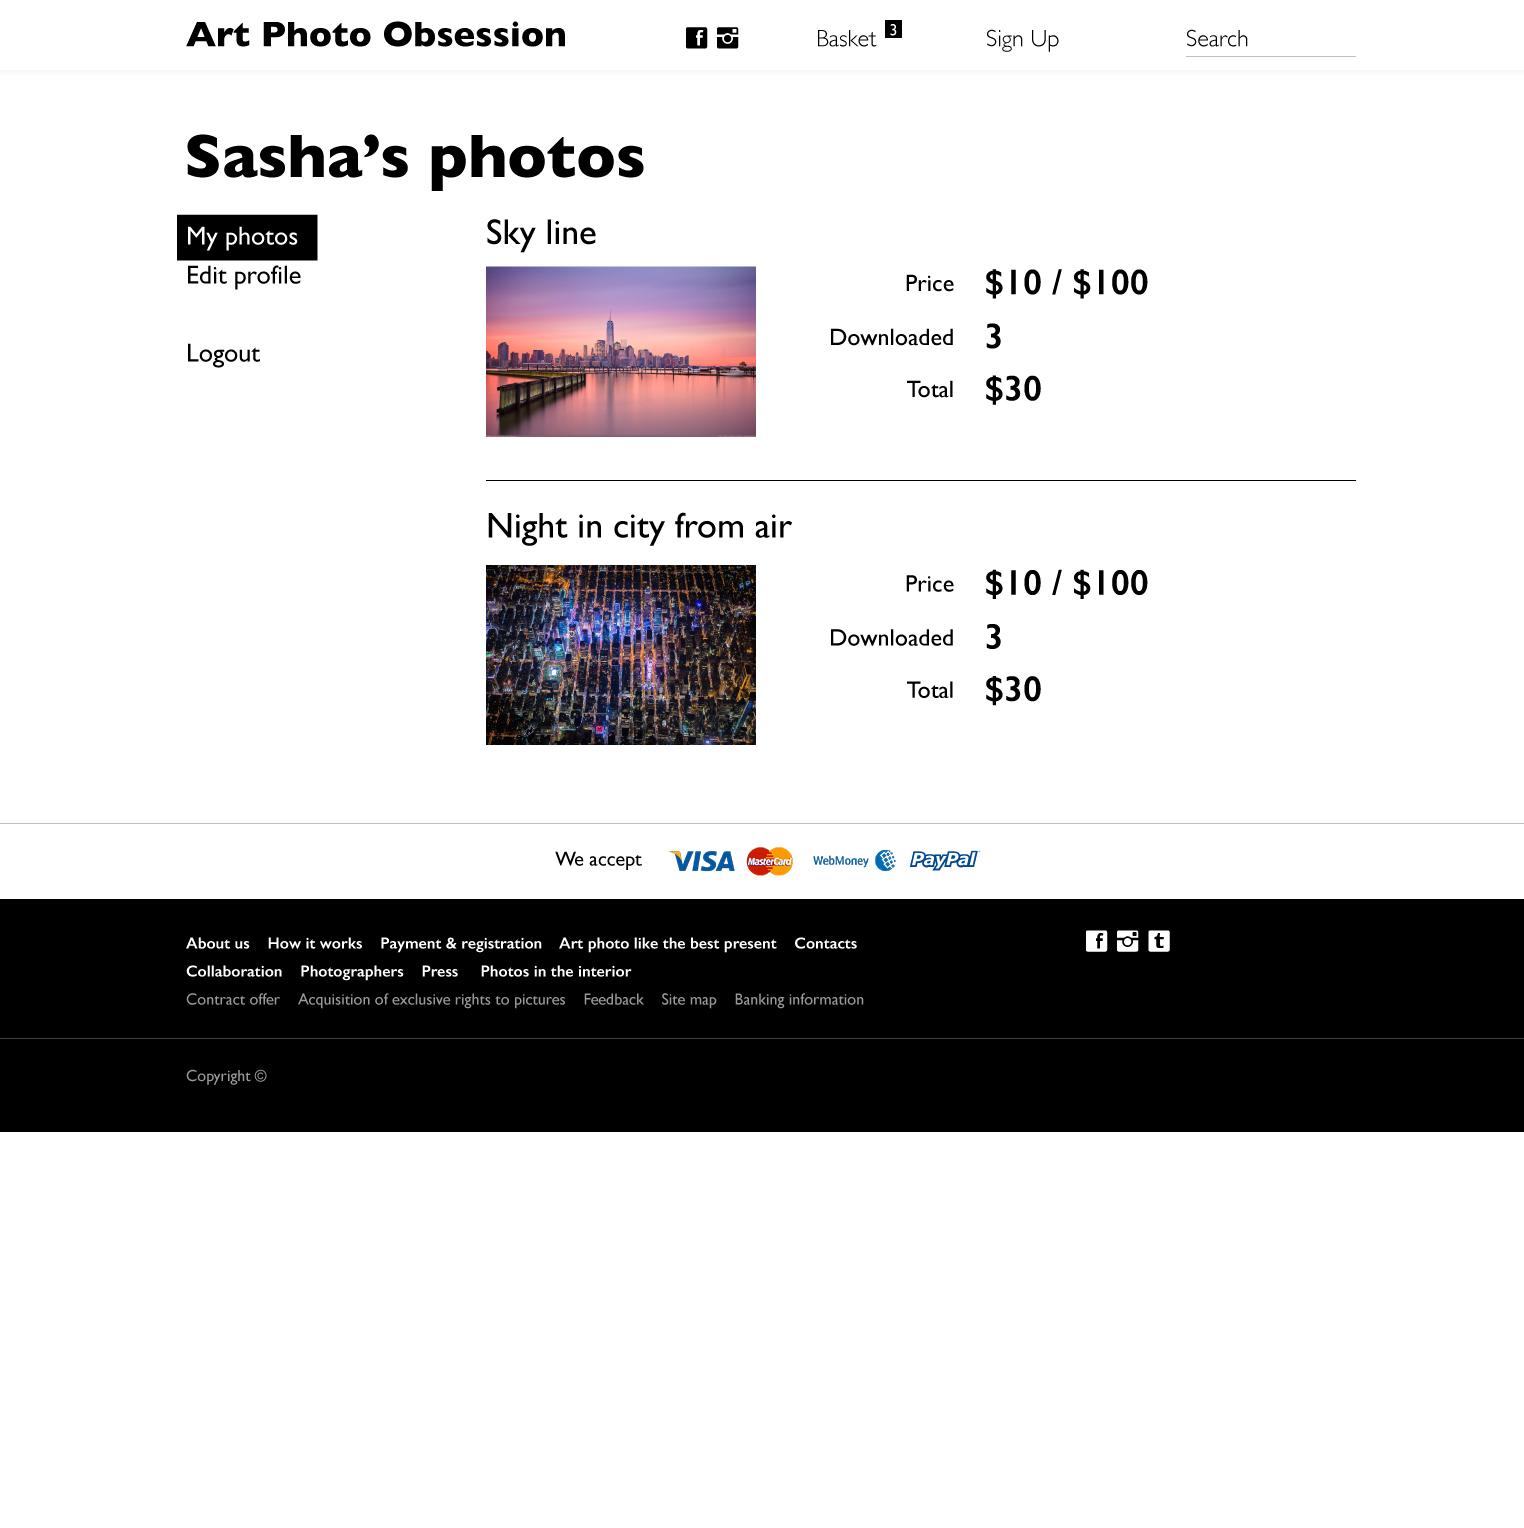 Art Photo Obsession
Basket 3
Sign Up
Search
Sasha’s photos
My photos
Edit profile
Logout
Sky line
Price $10 / $100
Downloaded 3
Total $30
Night in city from air
Price $10 / $100
Downloaded 3
Total $30
We accept VISA MasterCard WebMoney PayPal
About us How it works Payment & registration Art photo like the best present Contacts
Collaboration Photographers Press Photos in the interior
Contract offer Acquisition of exclusive rights to pictures Feedback Site map Banking information
Copyright ©